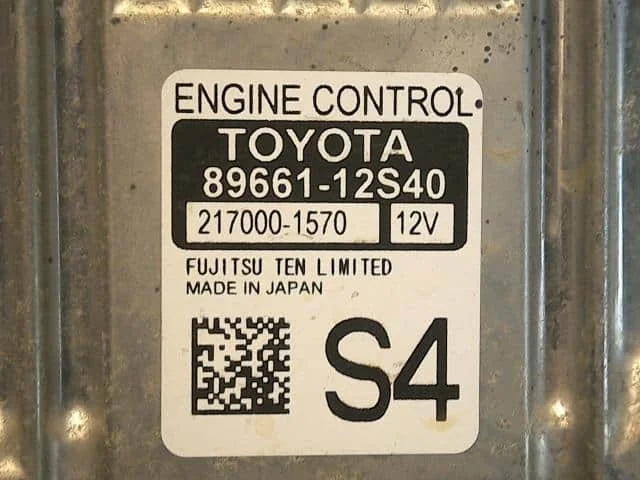 ENGINE CONTROL
TOYOTA
89661-12S40
217000-1570 12V
FUJITSU TEN LIMITED
MADE IN JAPAN
S4